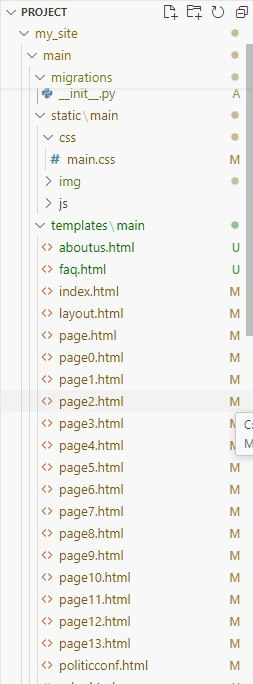 PROJECT
my_site
main
migrations
__init__.py A
static\main
css
# main.css M
img
js
templates\main
<> aboutus.html U
<> faq.html U
<> index.html M
<> layout.html M
<> page.html M
<> page0.html M
<> page1.html M
<> page2.html M
<> page3.html M
<> page4.html M
<> page5.html M
<> page6.html M
<> page7.html M
<> page8.html M
<> page9.html M
<> page10.html M
<> page11.html M
<> page12.html M
<> page13.html M
<> politicconf.html M